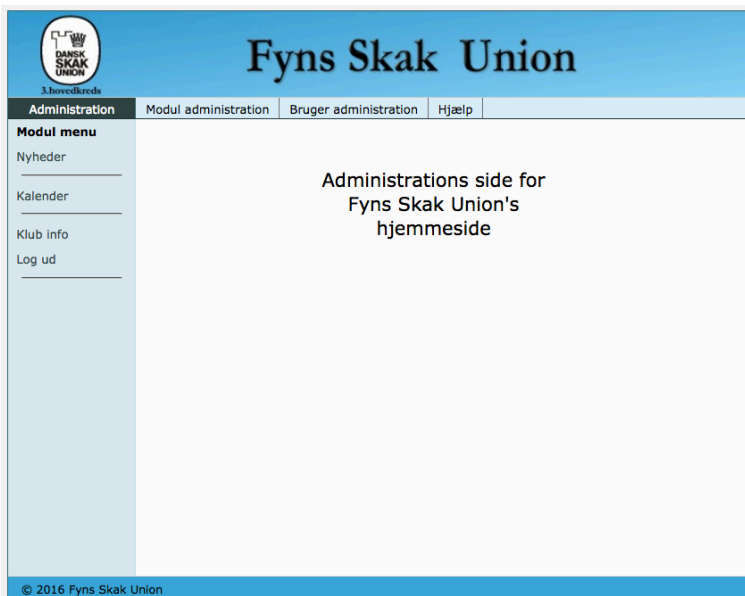 DANSK
SKAK
UNION
3.hovedkreds
Fyns Skak Union
Administration
Modul administration
Bruger administration
Hjælp
Modul menu
Nyheder
Kalender
Klub info
Log ud
Administrations side for
Fyns Skak Union's
hjemmeside
© 2016 Fyns Skak Union